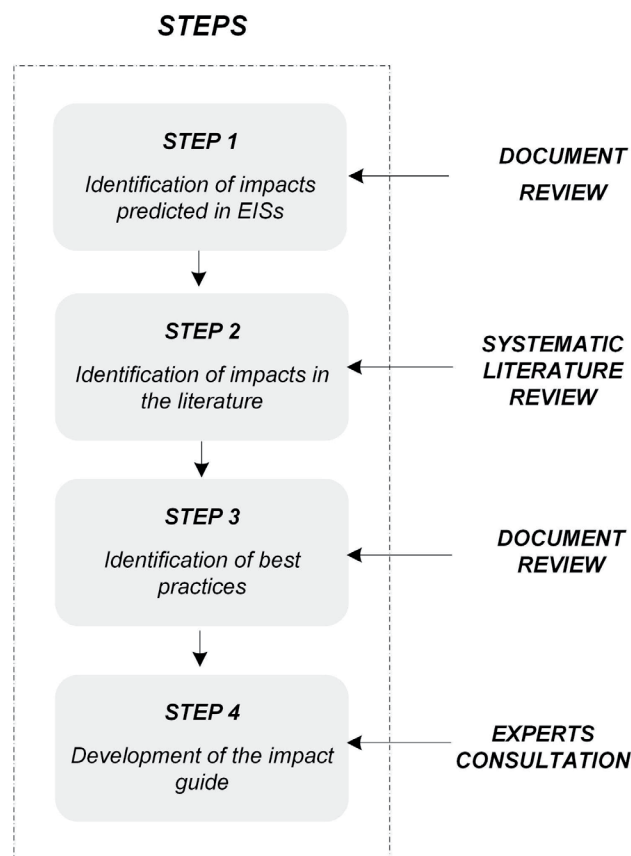 STEPS
STEP 1
Identification of impacts
predicted in EISs
DOCUMENT
REVIEW
STEP 2
Identification of impacts in
the literature
SYSTEMATIC
LITERATURE
REVIEW
STEP 3
Identification of best
practices
DOCUMENT
REVIEW
STEP 4
Development of the impact
guide
EXPERTS
CONSULTATION